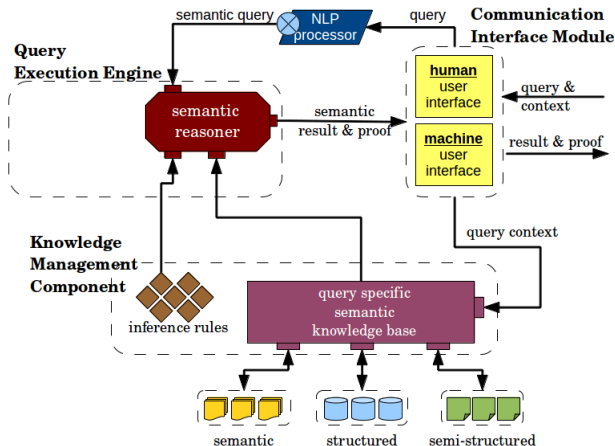 semantic query
NLP
processor
query
Communication
Interface Module
Query
Execution Engine
semantic
reasoner
semantic
result & proof
human
user
interface
machine
user
interface
query &
context
result & proof
query context
Knowledge
Management
Component
inference rules
query specific
semantic
knowledge base
semantic
structured
semi-structured